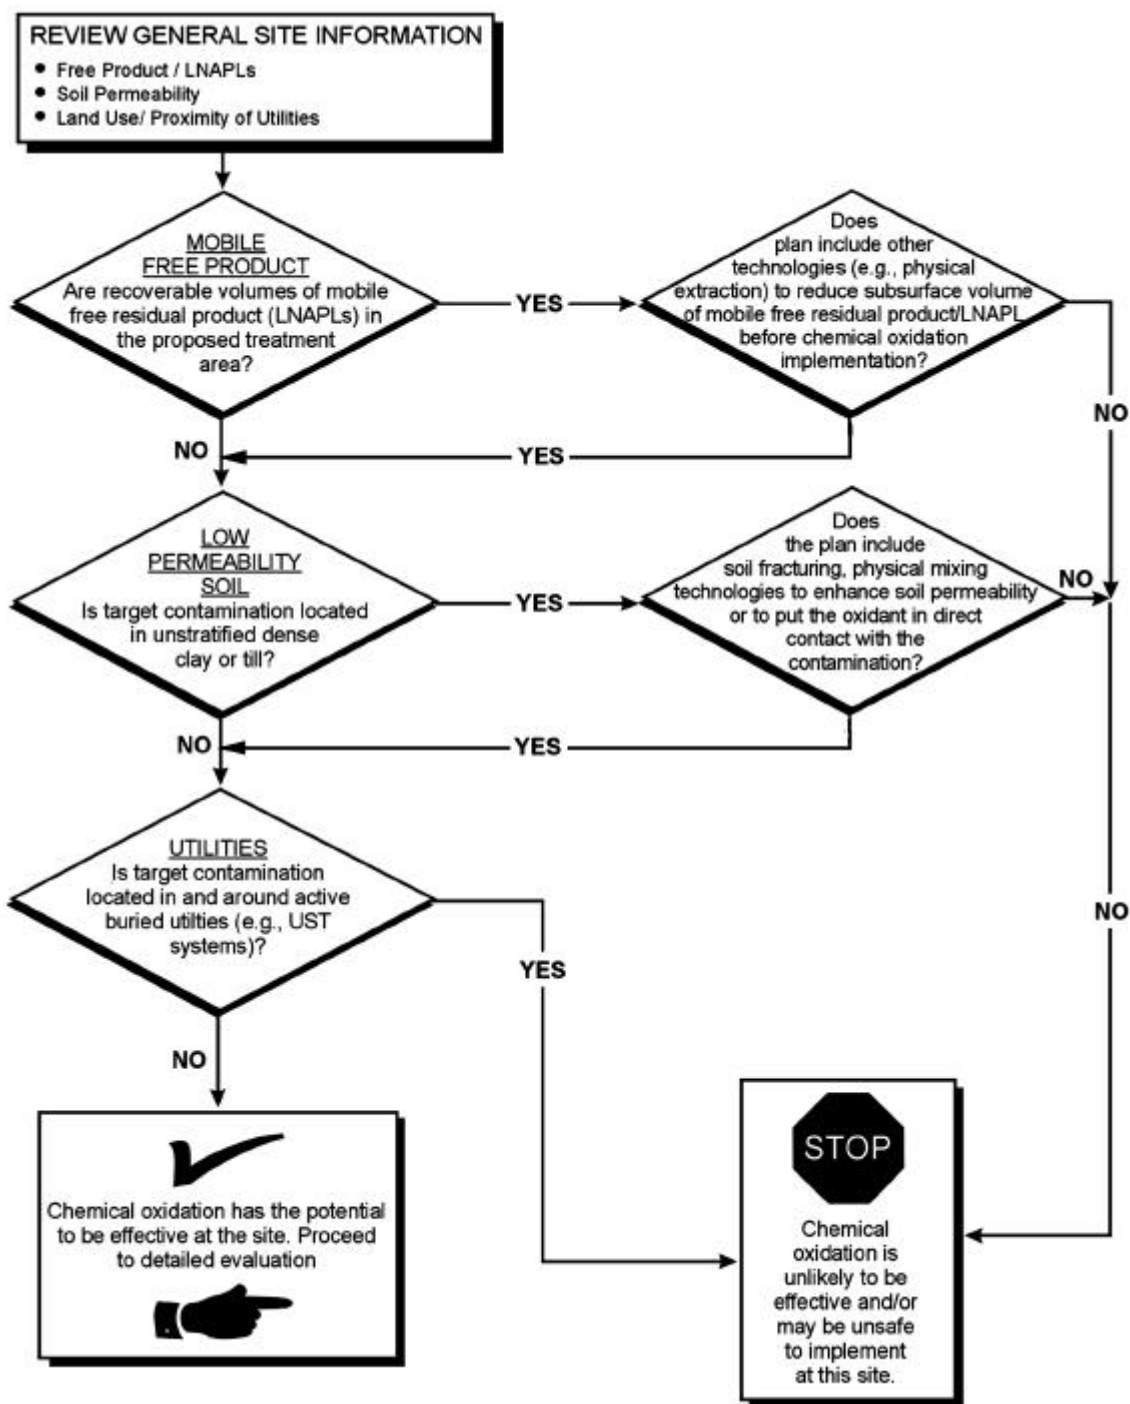 REVIEW GENERAL SITE INFORMATION
● Free Product / LNAPLs
● Soil Permeability
● Land Use/ Proximity of Utilities
MOBILE
FREE PRODUCT
Are recoverable volumes of mobile
free residual product (LNAPLs) in
the proposed treatment
area?
YES
Does
plan include other
technologies (e.g., physical
extraction) to reduce subsurface volume
of mobile free residual product/LNAPL
before chemical oxidation
implementation?
NO
NO
YES
LOW
PERMEABILITY
SOIL
Is target contamination located
in unstratified dense
clay or till?
YES
Does
the plan include
soil fracturing, physical mixing
technologies to enhance soil permeability
or to put the oxidant in direct
contact with the
contamination?
NO
NO
YES
UTILITIES
Is target contamination
located in and around active
buried utilties (e.g., UST
systems)?
YES
NO
NO
Chemical oxidation has the potential
to be effective at the site. Proceed
to detailed evaluation
STOP
Chemical
oxidation is
unlikely to be
effective and/or
may be unsafe
to implement
at this site.